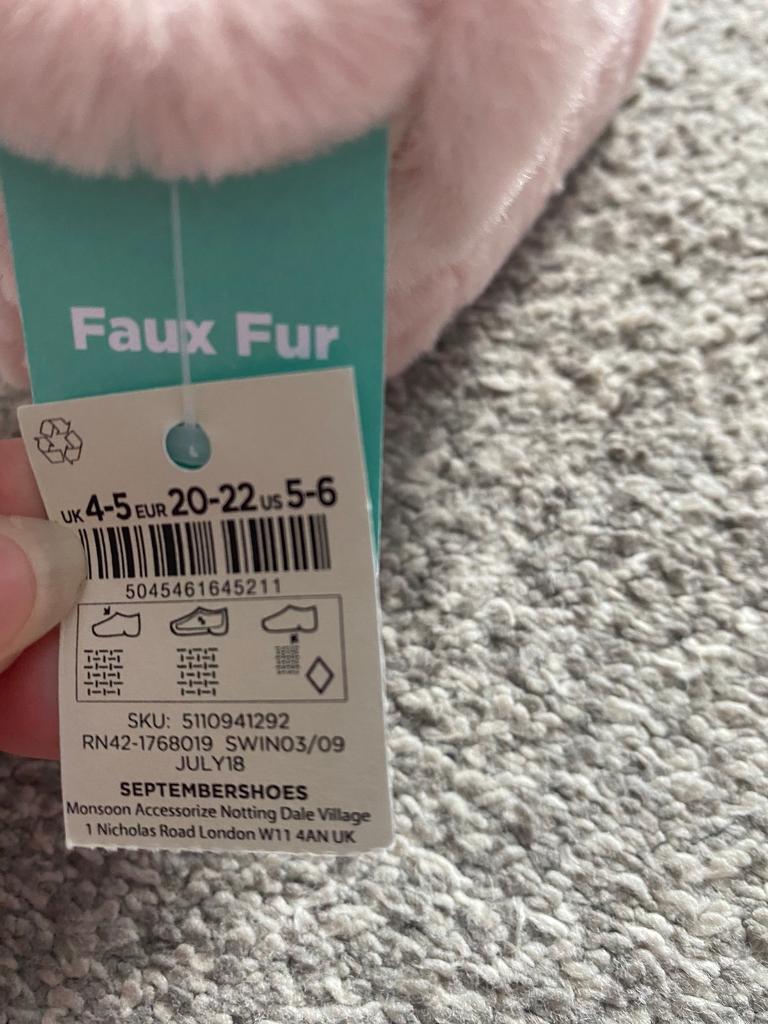 Faux Fur
UK 4-5 EUR 20-22 US 5-6
5045461645211
SKU: 5110941292
RN42-1768019 SWIN03/09
JULY18
SEPTEMBERSHOES
Monsoon Accessorize Notting Dale Village
1 Nicholas Road London W11 4AN UK